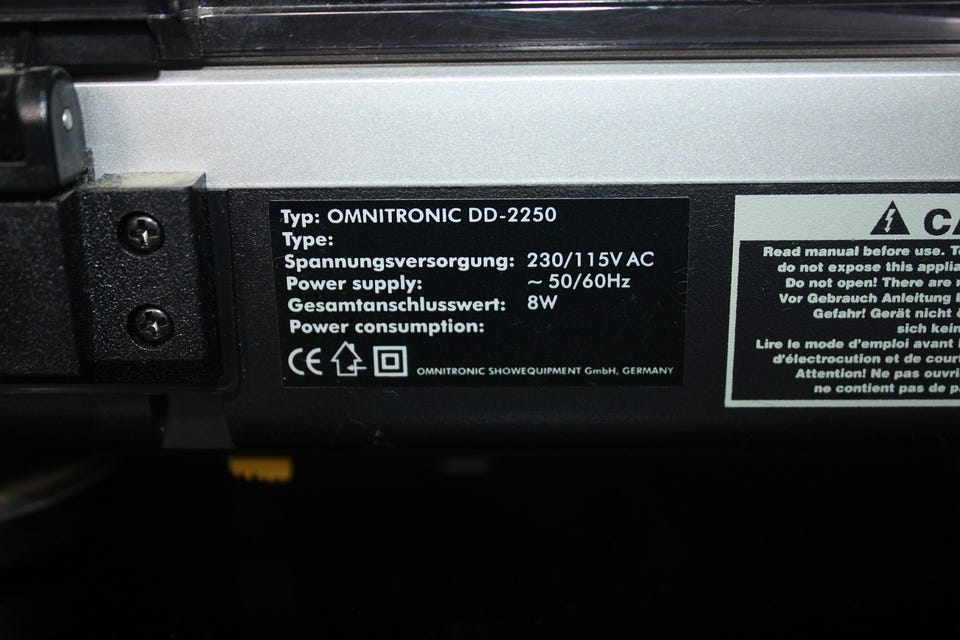 Typ: OMNITRONIC DD-2250
Type:
Spannungsversorgung: 230/115V AC
Power supply: ~ 50/60Hz
Gesamtanschlusswert: 8W
Power consumption:
CE
OMNITRONIC SHOWEQUIPMENT GmbH, GERMANY
Read manual before use.
do not expose this
Do not open! There are
Vor Gebrauch Anleitung
Gefahr! Gerät nicht
sich
Lire le mode d'emploi avant
d'électrocution et de
Attention! Ne pas
ne contient pas de